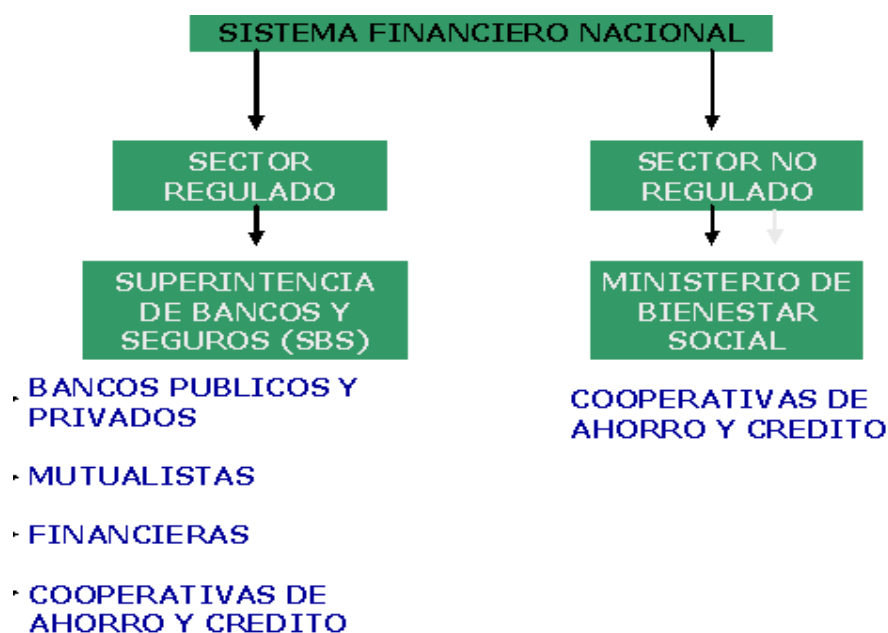 SISTEMA FINANCIERO NACIONAL
SECTOR
REGULADO
SECTOR NO
REGULADO
SUPERINTENCIA
DE BANCOS Y
SEGUROS (SBS)
MINISTERIO DE
BIENESTAR
SOCIAL
BANCOS PUBLICOS Y
PRIVADOS
MUTUALISTAS
FINANCIERAS
COOPERATIVAS DE
AHORRO Y CREDITO
COOPERATIVAS DE
AHORRO Y CREDITO